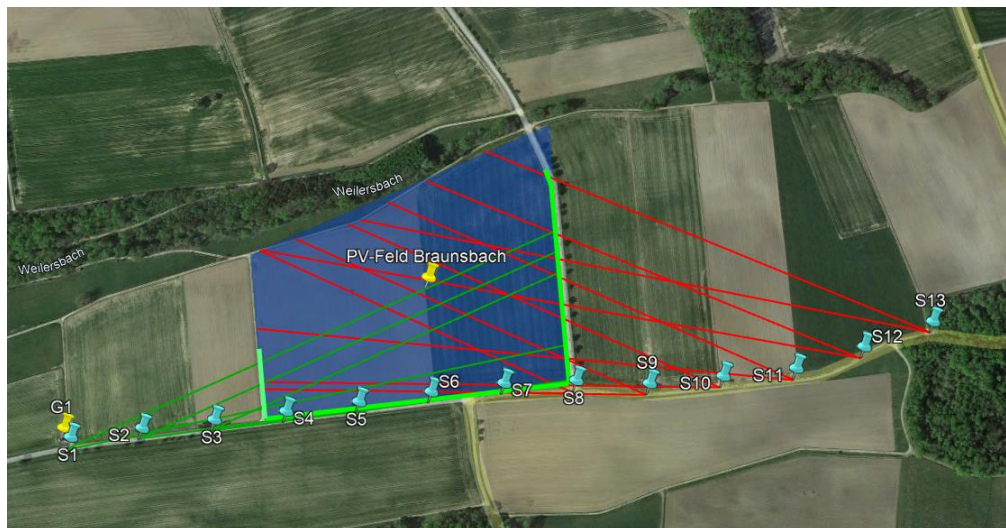 Weilersbach
Weilersbach
PV-Feld Braunsbach
S13
S12
S11
S10
S9
S8
S7
S6
S5
S4
S3
S2
G1
S1